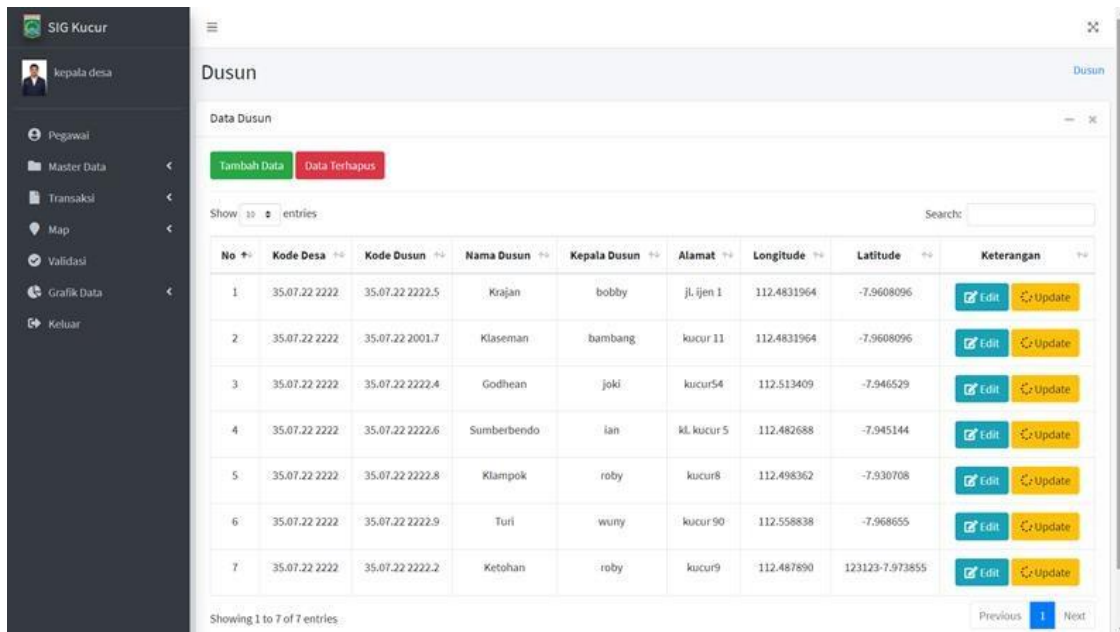 SIG Kucur
kepala desa
Pegawai
Master Data
Transaksi
Map
Validasi
Grafik Data
Keluar
Dusun
Dusun
Data Dusun
Tambah Data Data Terhapus
Show 10 entries Search:
No Kode Desa Kode Dusun Nama Dusun Kepala Dusun Alamat Longitude Latitude Keterangan
1 35.07.22 2222 35.07.22 2222.5 Krajan bobby jl. ijen 1 112.4831964 -7.9608096 Edit Update
2 35.07.22 2222 35.07.22 2001.7 Klaseman bambang kucur 11 112.4831964 -7.9608096 Edit Update
3 35.07.22 2222 35.07.22 2222.4 Godhean joki kucur54 112.513409 -7.946529 Edit Update
4 35.07.22 2222 35.07.22 2222.6 Sumberbendo ian kl. kucur 5 112.482688 -7.945144 Edit Update
5 35.07.22 2222 35.07.22 2222.8 Klampok roby kucur8 112.498362 -7.930708 Edit Update
6 35.07.22 2222 35.07.22 2222.9 Turi wuny kucur 90 112.558838 -7.968655 Edit Update
7 35.07.22 2222 35.07.22 2222.2 Ketohan roby kucur9 112.487890 123123-7.973855 Edit Update
Showing 1 to 7 of 7 entries Previous 1 Next